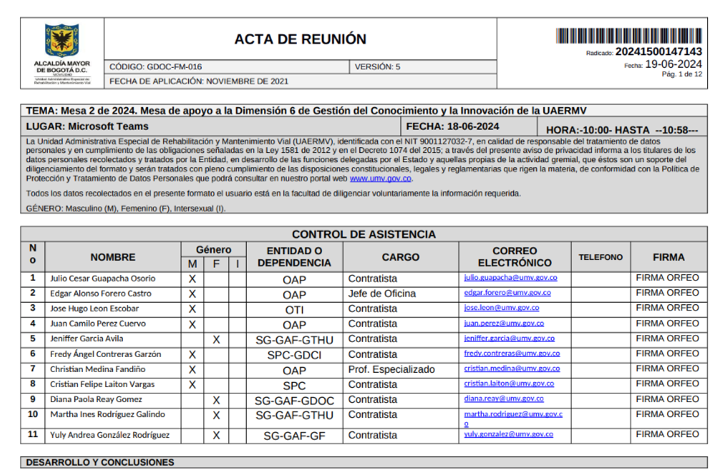 ALCALDÍA MAYOR
DE BOGOTÁ D.C.
ACTA DE REUNIÓN
Radicado: 20241500147143
Fecha: 19-06-2024
Pág. 1 de 12
CÓDIGO: GDOC-FM-016 VERSIÓN: 5
FECHA DE APLICACIÓN: NOVIEMBRE DE 2021
TEMA: Mesa 2 de 2024. Mesa de apoyo a la Dimensión 6 de Gestión del Conocimiento y la Innovación de la UAERMV
LUGAR: Microsoft Teams FECHA: 18-06-2024 HORA:-10:00- HASTA --10:58---
La Unidad Administrativa Especial de Rehabilitación y Mantenimiento Vial (UAERMV), identificada con el NIT 9001127032-7, en calidad de responsable del tratamiento de datos
personales y en cumplimiento de las obligaciones señaladas en la Ley 1581 de 2012 y en el Decreto 1074 del 2015; a través del presente aviso de privacidad informa a los titulares de los
datos personales recolectados y tratados por la Entidad, en desarrollo de las funciones delegadas por el Estado y aquellas propias de la actividad gremial, que éstos son un soporte del
diligenciamiento del formato y serán tratados con pleno cumplimiento de las disposiciones constitucionales, legales y reglamentarias que rigen la materia, de conformidad con la Política de
Protección y Tratamiento de Datos Personales que podrá consultar en nuestro portal web www.umv.gov.co.
Todos los datos recolectados en el presente formato el usuario está en la facultad de diligenciar voluntariamente la información requerida.
GÉNERO: Masculino (M), Femenino (F), Intersexual (I).
CONTROL DE ASISTENCIA
No NOMBRE Género ENTIDAD O DEPENDENCIA CARGO CORREO ELECTRÓNICO TELEFONO FIRMA
M F I
1 Julio Cesar Guapacha Osorio X OAP Contratista julio.guapacha@umv.gov.co FIRMA ORFEO
2 Edgar Alonso Forero Castro X OAP Jefe de Oficina edgar.forero@umv.gov.co FIRMA ORFEO
3 Jose Hugo Leon Escobar X OTI Contratista jose.leon@umv.gov.co FIRMA ORFEO
4 Juan Camilo Perez Cuervo X OAP Contratista juan.perez@umv.gov.co FIRMA ORFEO
5 Jeniffer Garcia Avila X SG-GAF-GTHU Contratista jeniffer.garcia@umv.gov.co FIRMA ORFEO
6 Fredy Ángel Contreras Garzón X SPC-GDCI Contratista fredy.contreras@umv.gov.co FIRMA ORFEO
7 Christian Medina Fandiño X OAP Prof. Especializado cristian.medina@umv.gov.co FIRMA ORFEO
8 Cristian Felipe Laiton Vargas X SPC Contratista cristian.laiton@umv.gov.co FIRMA ORFEO
9 Diana Paola Reay Gomez X SG-GAF-GDOC Contratista diana.reay@umv.gov.co FIRMA ORFEO
10 Martha Ines Rodríguez Galindo X SG-GAF-GTHU Contratista martha.rodriguez@umv.gov.co FIRMA ORFEO
11 Yuly Andrea González Rodríguez X SG-GAF-GF Contratista yuly.gonzalez@umv.gov.co FIRMA ORFEO
DESARROLLO Y CONCLUSIONES